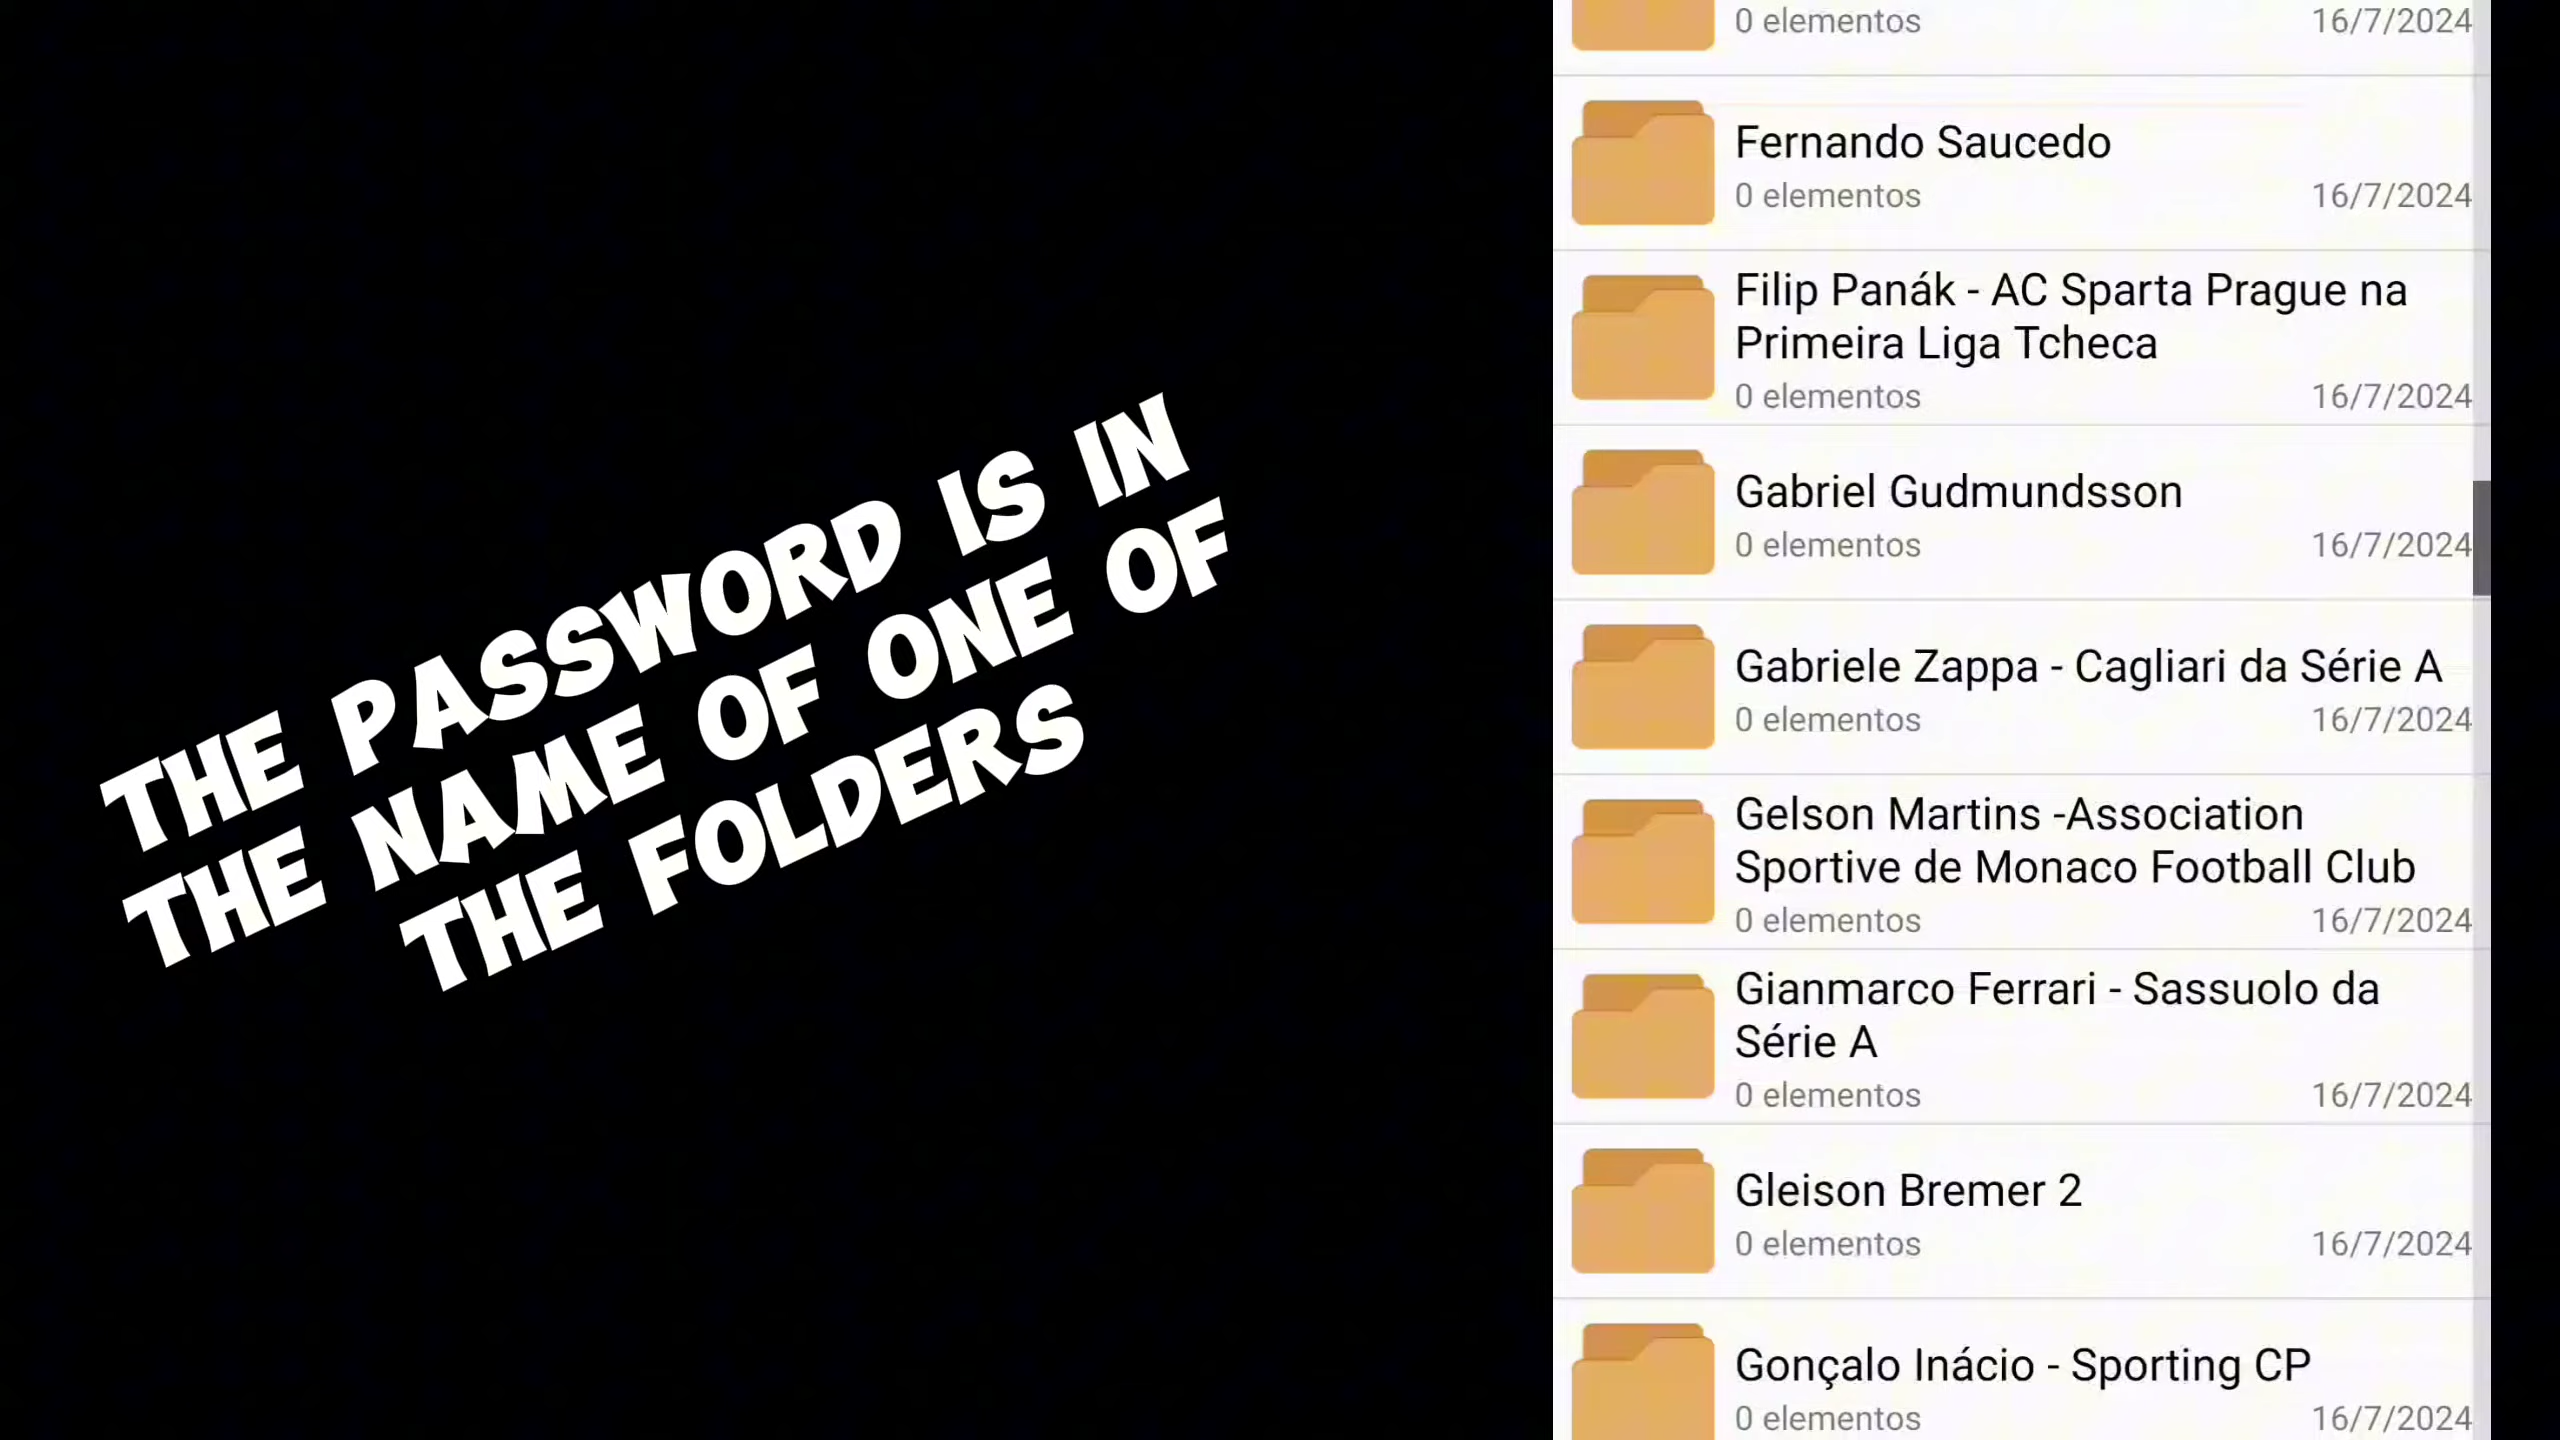 THE PASSWORD IS IN
THE NAME OF ONE OF
THE FOLDERS
0 elementos
16/7/2024
Fernando Saucedo
0 elementos
16/7/2024
Filip Panák - AC Sparta Prague na
Primeira Liga Tcheca
0 elementos
16/7/2024
Gabriel Gudmundsson
0 elementos
16/7/2024
Gabriele Zappa - Cagliari da Série A
0 elementos
16/7/2024
Gelson Martins -Association
Sportive de Monaco Football Club
0 elementos
16/7/2024
Gianmarco Ferrari - Sassuolo da
Série A
0 elementos
16/7/2024
Gleison Bremer 2
0 elementos
16/7/2024
Gonçalo Inácio - Sporting CP
0 elementos
16/7/2024